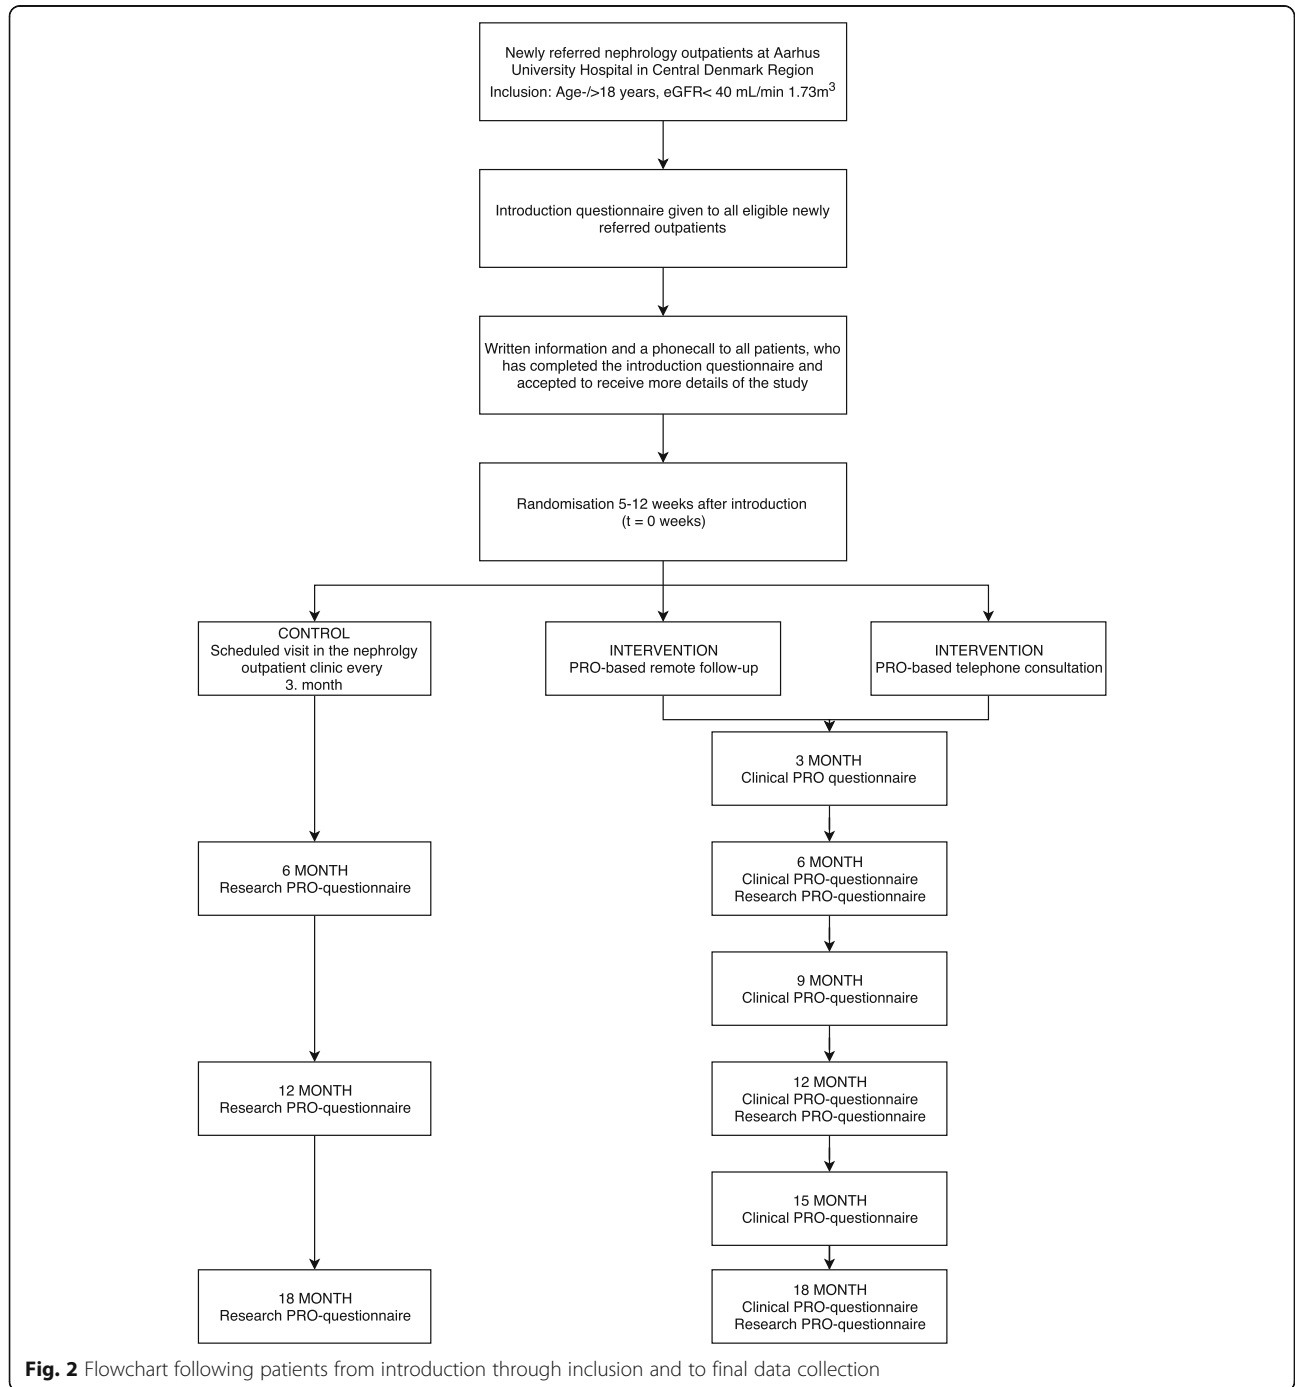 Newly referred nephrology outpatients at Aarhus
University Hospital in Central Denmark Region
Inclusion: Age-/>18 years, eGFR< 40 mL/min 1.73m³
Introduction questionnaire given to all eligible newly
referred outpatients
Written information and a phonecall to all patients, who
has completed the introduction questionnaire and
accepted to receive more details of the study
Randomisation 5-12 weeks after introduction
(t = 0 weeks)
CONTROL
Scheduled visit in the nephrolgy
outpatient clinic every
3. month
INTERVENTION
PRO-based remote follow-up
INTERVENTION
PRO-based telephone consultation
3 MONTH
Clinical PRO questionnaire
6 MONTH
Research PRO-questionnaire
6 MONTH
Clinical PRO-questionnaire
Research PRO-questionnaire
9 MONTH
Clinical PRO-questionnaire
12 MONTH
Research PRO-questionnaire
12 MONTH
Clinical PRO-questionnaire
Research PRO-questionnaire
15 MONTH
Clinical PRO-questionnaire
18 MONTH
Research PRO-questionnaire
18 MONTH
Clinical PRO-questionnaire
Research PRO-questionnaire
Fig. 2 Flowchart following patients from introduction through inclusion and to final data collection